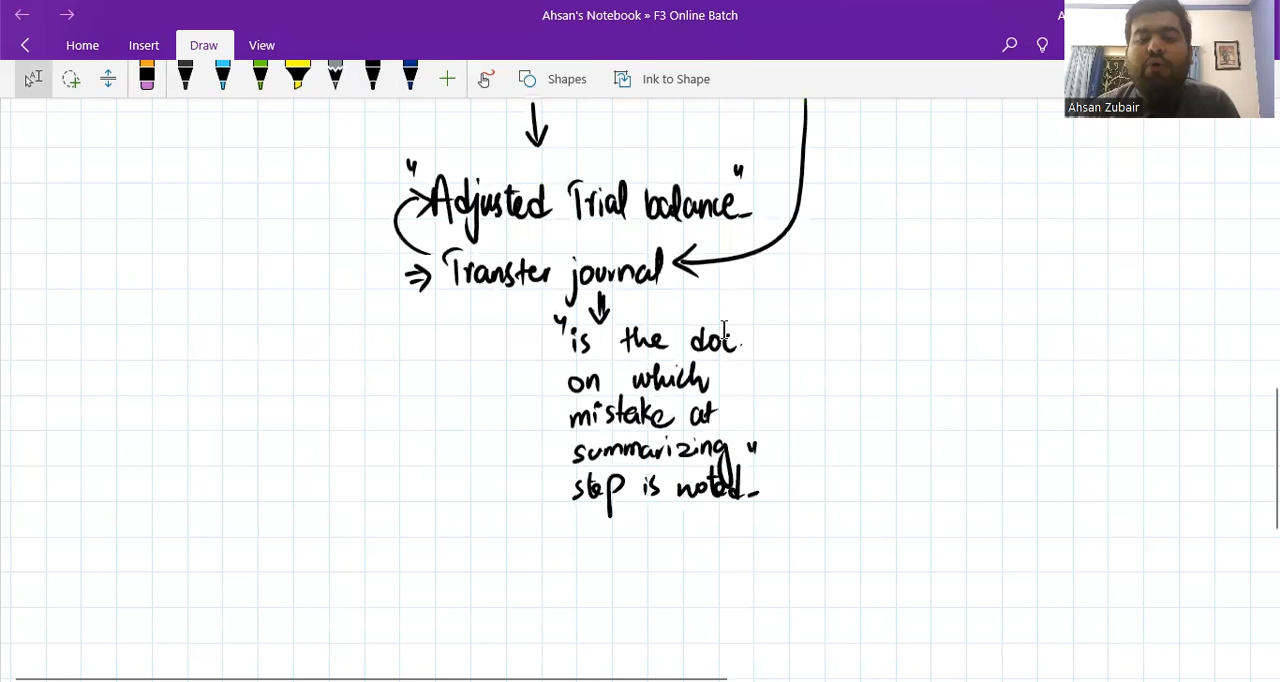 Ahsan's Notebook » F3 Online Batch
A
Home Insert Draw View
Shapes Ink to Shape
Ahsan Zubair
"Adjusted Trial balance"
⇒ Transfer journal
"is the doc
on which
mistake at
summarizing
step is noted"